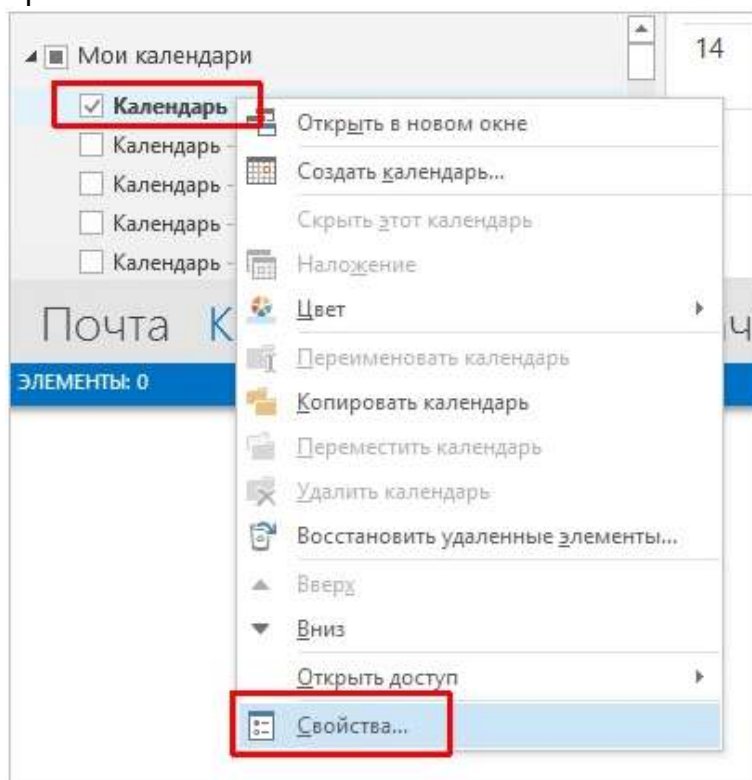 Мои календари
14
Календарь
Календарь -
Календарь -
Календарь -
Календарь -
Открыть в новом окне
Создать календарь...
Скрыть этот календарь
Наложение
Цвет
Переименовать календарь
Копировать календарь
Переместить календарь
Удалить календарь
Восстановить удаленные элементы...
Вверх
Вниз
Открыть доступ
Свойства...
Почта К
ЭЛЕМЕНТЫ: 0